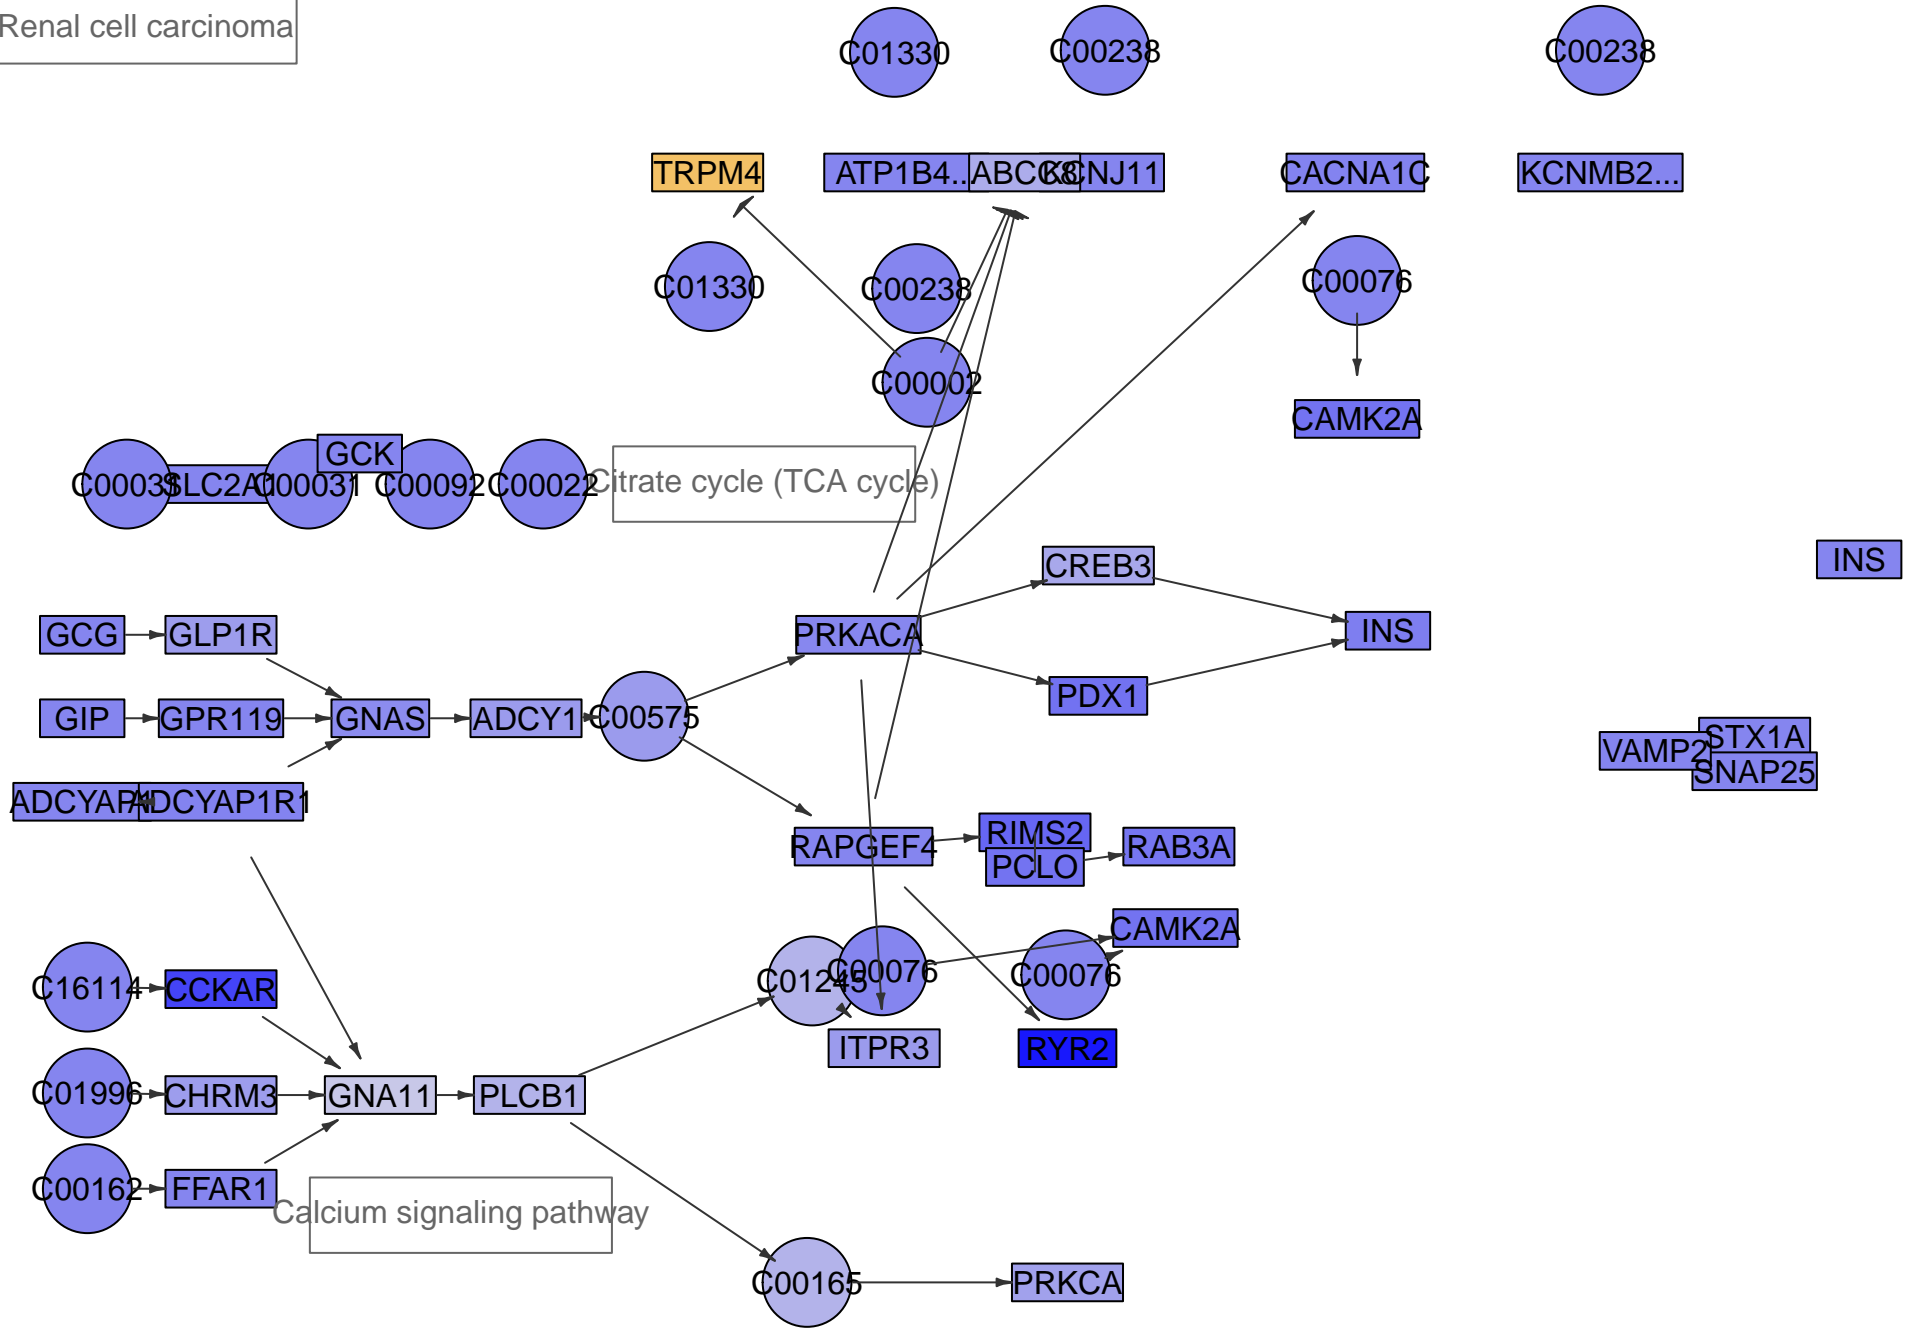 Renal cell carcinoma
C01330
C00238
C00238
TRPM4
ATP1B4...
ABCC8
KCNJ11
CACNA1C
KCNMB2...
C01330
C00238
C00076
C00002
CAMK2A
GCK
C00031
SLC2A1
C00031
C00092
C00022
Citrate cycle (TCA cycle)
CREB3
INS
GCG
GLP1R
PRKACA
INS
PDX1
GIP
GPR119
GNAS
ADCY1
C00575
STX1A
VAMP2
SNAP25
ADCYAP1
ADCYAP1R1
RAPGEF4
RIMS2
PCLO
RAB3A
CAMK2A
C16114
CCKAR
C01245
C00076
C00076
ITPR3
RYR2
C01996
CHRM3
GNA11
PLCB1
C00162
FFAR1
Calcium signaling pathway
C00165
PRKCA